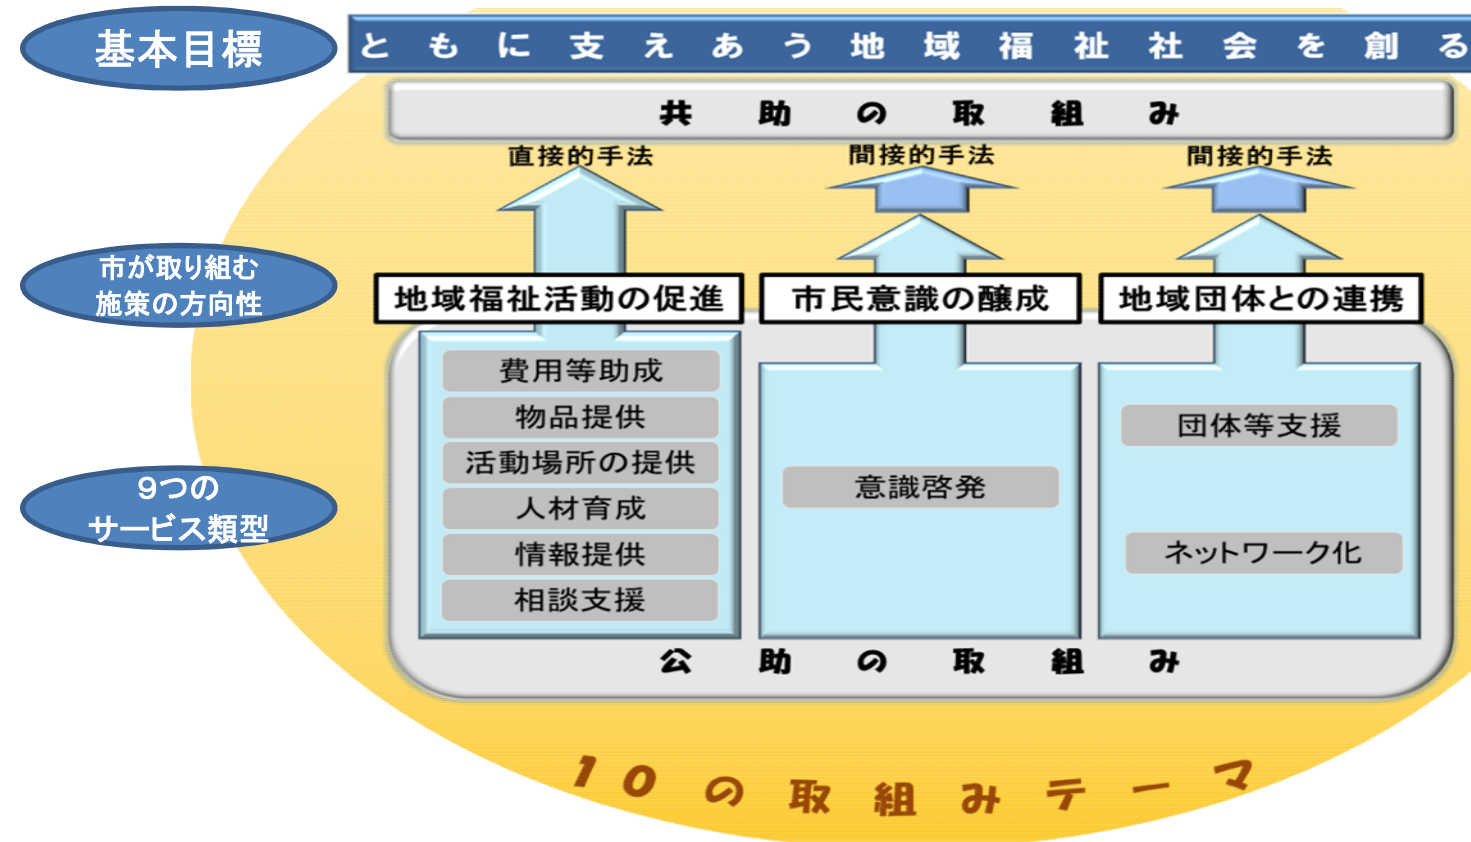 基本目標
ともに支えあう地域福祉社会を創る
共助の取組み
直接的手法
間接的手法
間接的手法
市が取り組む
施策の方向性
地域福祉活動の促進
市民意識の醸成
地域団体との連携
9つの
サービス類型
費用等助成
物品提供
活動場所の提供
人材育成
情報提供
相談支援
意識啓発
団体等支援
ネットワーク化
公助の取組み
10の取組みテーマ